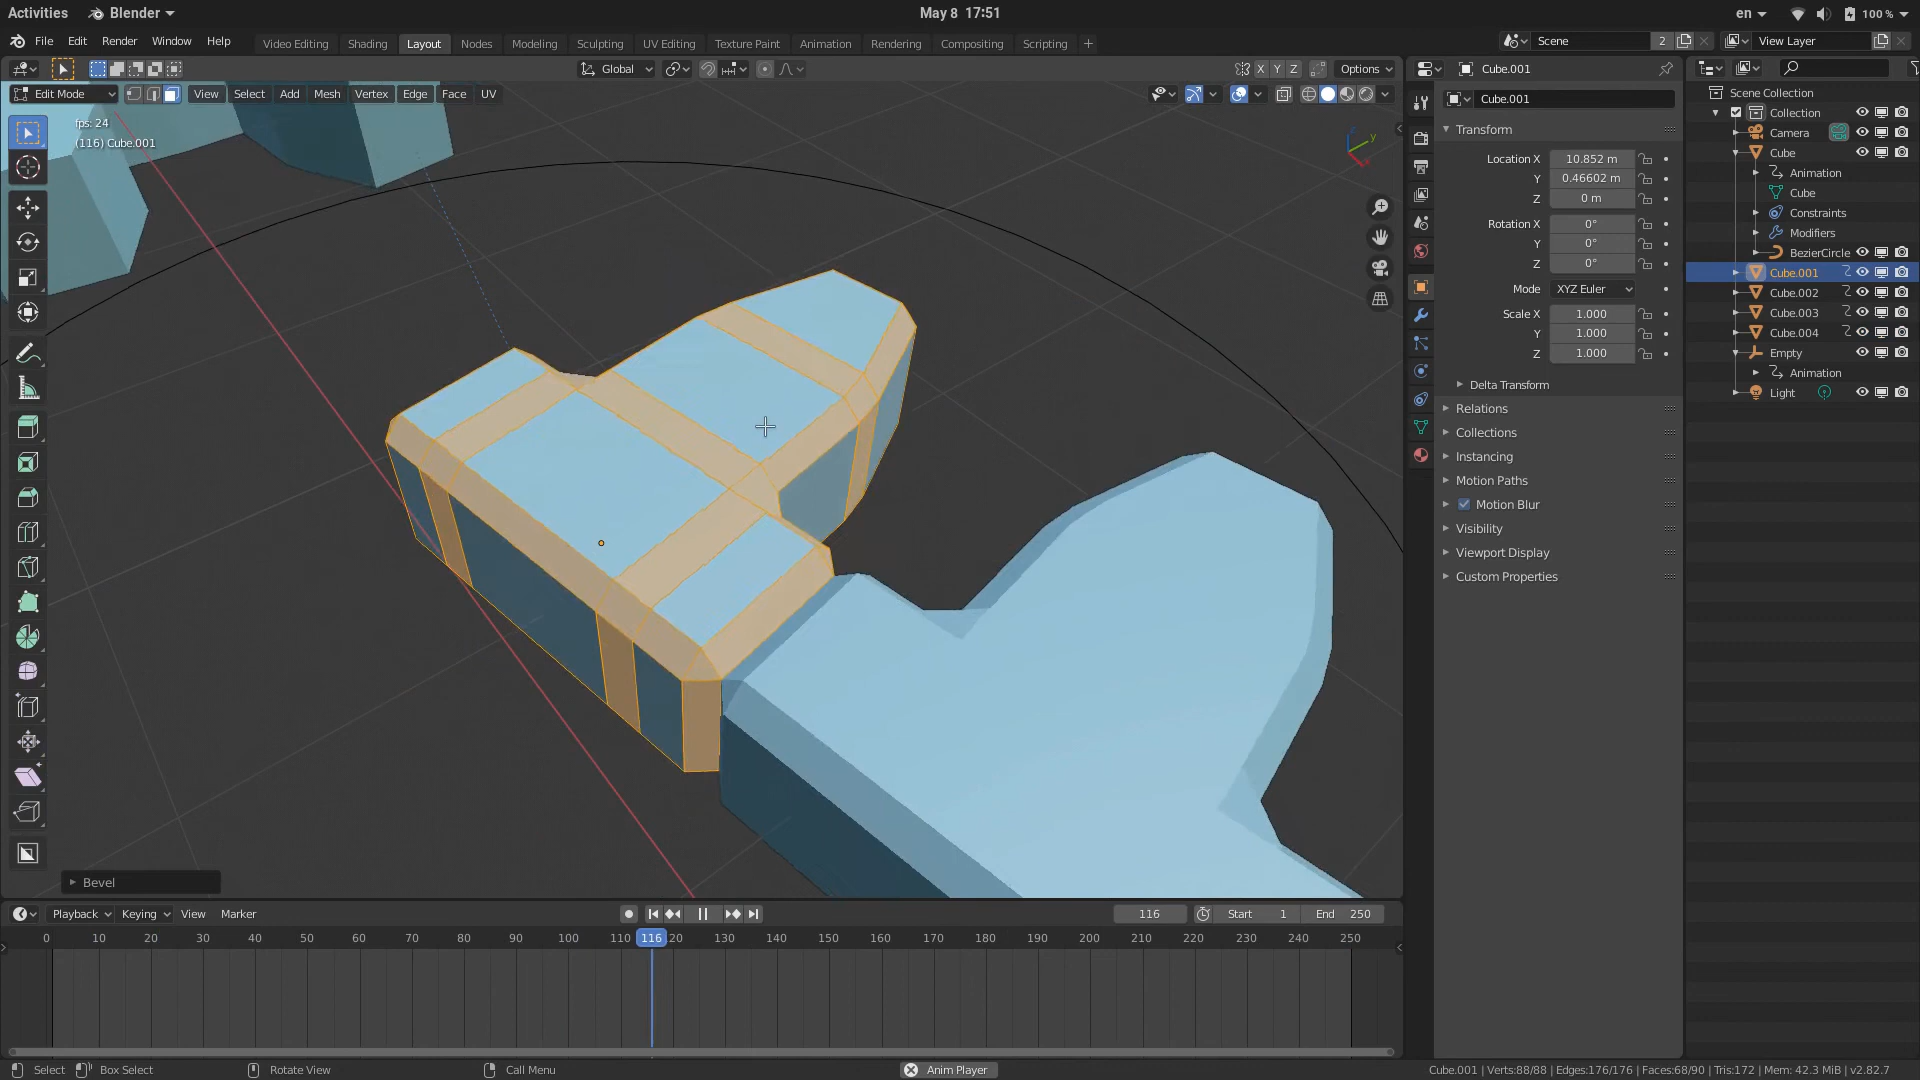 Activities Blender May 8 17:51 en 100 %
File Edit Render Window Help Video Editing Shading Layout Nodes Modeling Sculpting UV Editing Texture Paint Animation Rendering Compositing Scripting + Scene 2 View Layer
Global X Y Z Options Cube.001
Edit Mode View Select Add Mesh Vertex Edge Face UV
fps: 24
(116) Cube.001
Bevel
Cube.001
Transform
Location X 10.852 m
Y 0.46602 m
Z 0 m
Rotation X 0°
Y 0°
Z 0°
Mode XYZ Euler
Scale X 1.000
Y 1.000
Z 1.000
Delta Transform
Relations
Collections
Instancing
Motion Paths
Motion Blur
Visibility
Viewport Display
Custom Properties
Scene Collection
Collection
Camera
Cube
Animation
Cube
Constraints
Modifiers
BezierCircle
Cube.001
Cube.002
Cube.003
Cube.004
Empty
Animation
Light
Playback Keying View Marker 116 Start 1 End 250
0 10 20 30 40 50 60 70 80 90 100 110 116 20 130 140 150 160 170 180 190 200 210 220 230 240 250
Select Box Select Rotate View Call Menu Anim Player Cube.001 | Verts:88/88 | Edges:176/176 | Faces:68/90 | Tris:172 | Mem: 42.3 MiB | v2.82.7